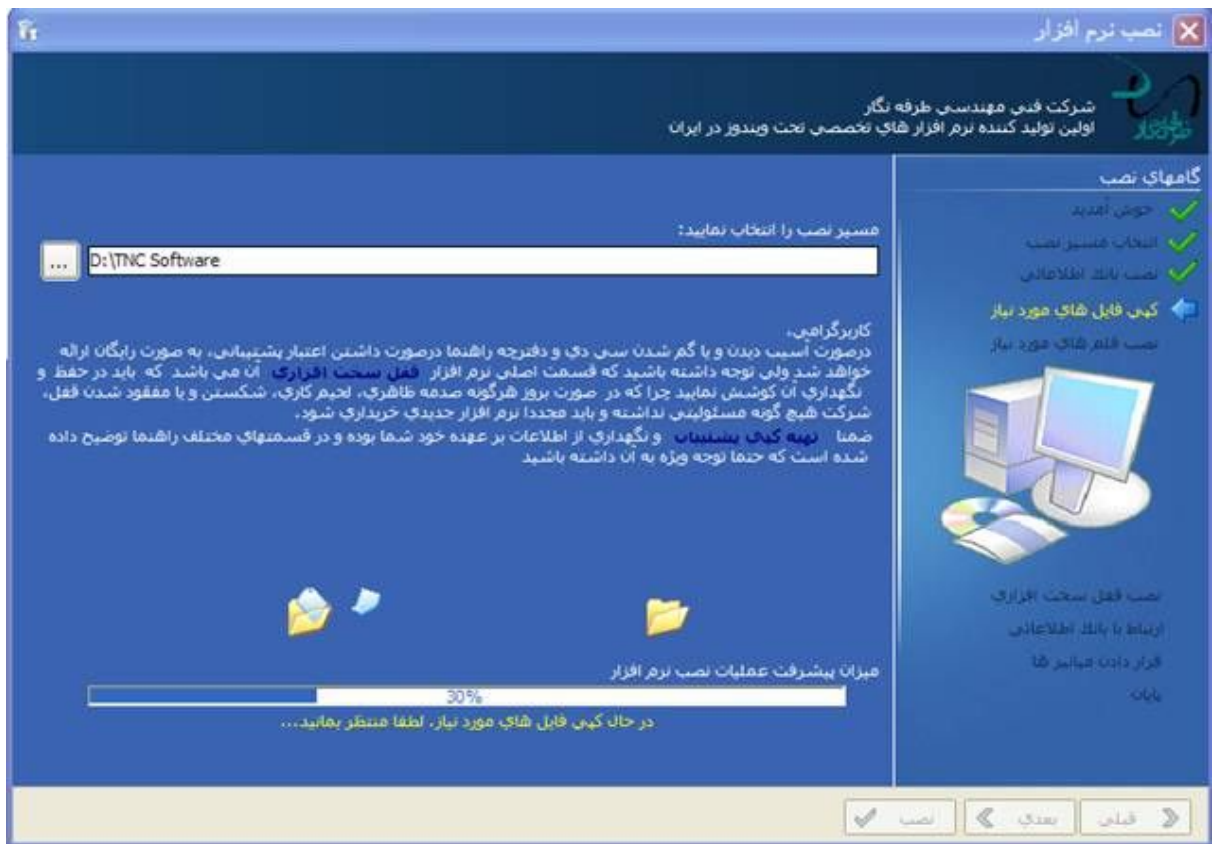 نصب نرم افزار
شرکت فنی مهندسی طرفه نگار
اولین تولید کننده نرم افزار های تخصصی تحت ویندوز در ایران
طرفه نگار
گامهای نصب
خوش آمدید
انتخاب مسیر نصب
نصب بانك اطلاعاتی
کپی فایل های مورد نیاز
نصب قلم های مورد نیاز
نصب قفل سخت افزاری
ارتباط با بانك اطلاعاتی
قرار دادن میانبر ها
پایان
مسیر نصب را انتخاب نمایید:
D:\TNC Software
...
کاربرگرامی،
درصورت آسیب دیدن و یا گم شدن سی دی و دفترچه راهنما درصورت داشتن اعتبار پشتیبانی، به صورت رایگان ارائه
خواهد شد ولی توجه داشته باشید که قسمت اصلی نرم افزار قفل سخت افزاری آن می باشد که باید در حفظ و
نگهداری آن کوشش نمایید چرا که در صورت بروز هرگونه صدمه ظاهری، لحیم کاری، شکستن و یا مفقود شدن قفل،
شرکت هیچ گونه مسئولیتی نداشته و باید مجددا نرم افزار جدیدی خریداری شود.
ضمنا تهیه کپی پشتیبان و نگهداری از اطلاعات بر عهده خود شما بوده و در قسمتهای مختلف راهنما توضیح داده
شده است که حتما توجه ویژه به آن داشته باشید
میزان پیشرفت عملیات نصب نرم افزار
30%
در حال کپی فایل های مورد نیاز، لطفا منتظر بمانید...
قبلی
بعدی
نصب